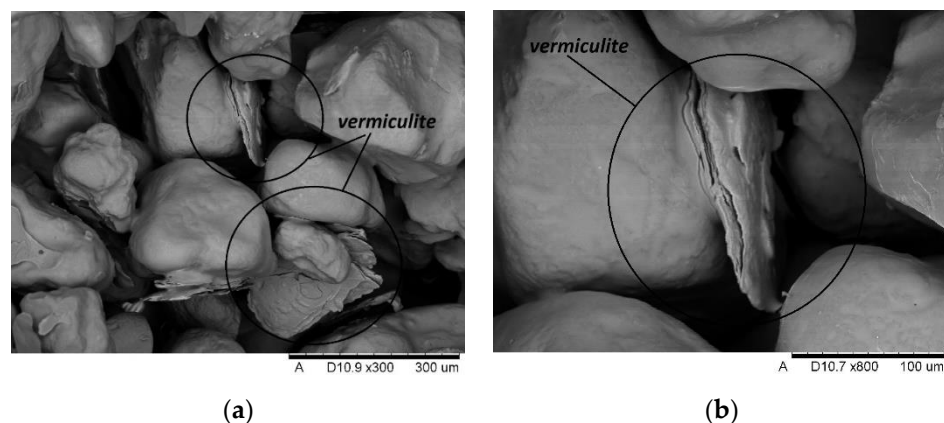 vermiculite
vermiculite
A D10.9 x300 300 um
A D10.7 x800 100 um
(a)
(b)